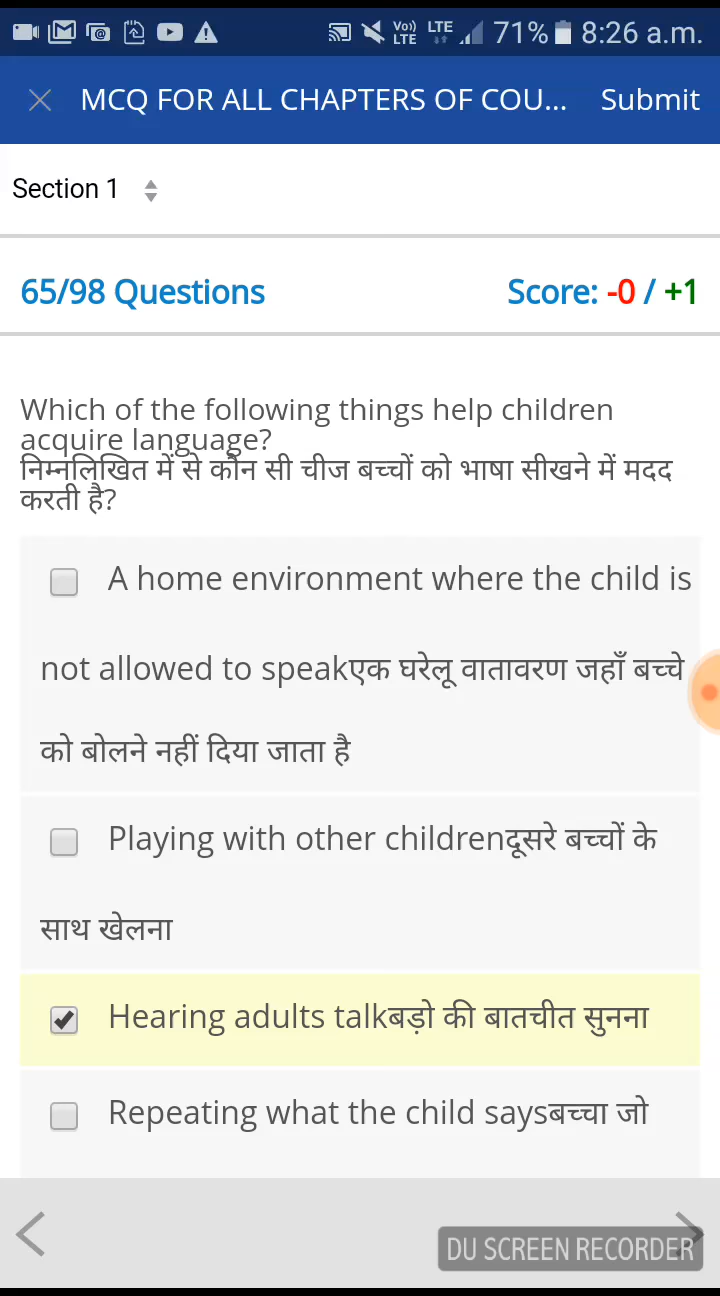 Vo)) LTE LTE 71% 8:26 a.m.
MCQ FOR ALL CHAPTERS OF COU... Submit
Section 1
65/98 Questions Score: -0 / +1
Which of the following things help children
acquire language?
निम्नलिखित में से कौन सी चीज बच्चों को भाषा सीखने में मदद
करती है?
A home environment where the child is
not allowed to speakएक घरेलू वातावरण जहाँ बच्चे
को बोलने नहीं दिया जाता है
Playing with other childrenदूसरे बच्चों के
साथ खेलना
Hearing adults talkबड़ो की बातचीत सुनना
Repeating what the child saysबच्चा जो
DU SCREEN RECORDER